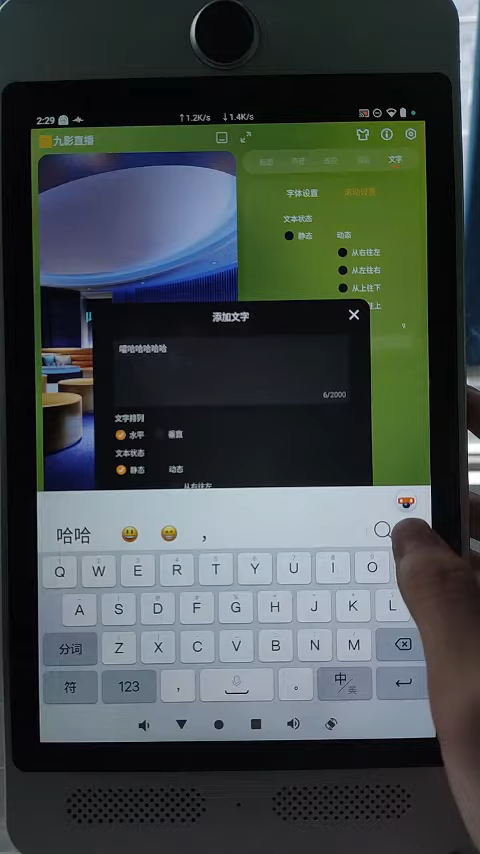 2:29
↑1.2K/s ↓1.4K/s
九影直播
文字
字体设置 滚动设置
文本状态
静态 动态
从右往左
从左往右
从上往下
添加文字
嘻哈哈哈哈哈
6/2000
文字排列
水平 垂直
文本状态
静态 动态
从右往左
哈哈 😃 😁 ，
Q W E R T Y U I O
A S D F G H J K L
分词 Z X C V B N M
符 123 ， 。 中/英